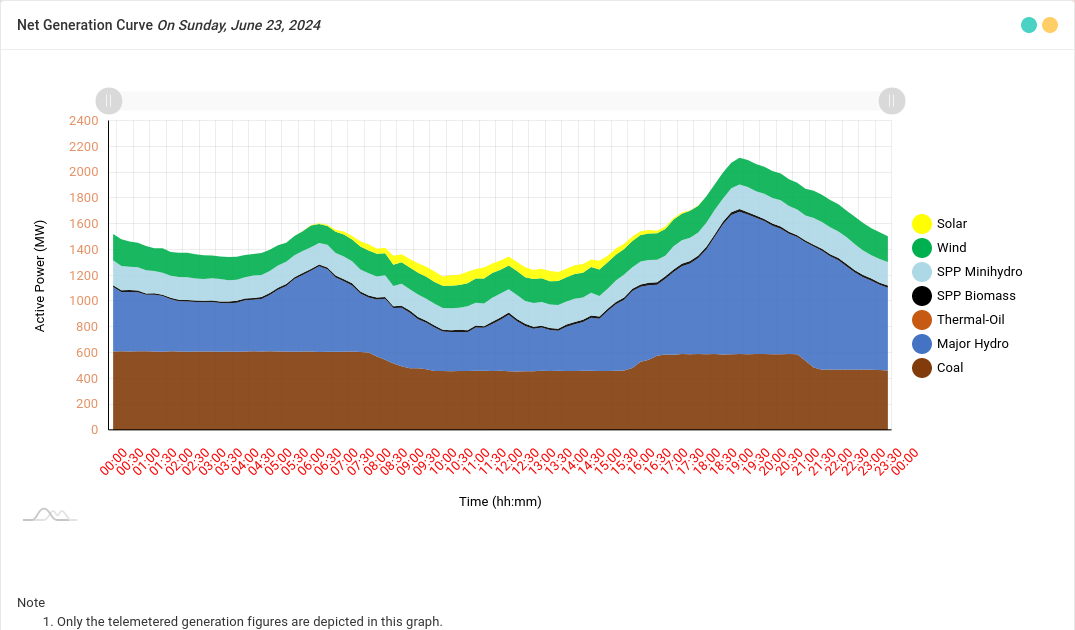 Net Generation Curve On Sunday, June 23, 2024
2400
2200
2000
1800
1600
1400
1200
1000
800
600
400
200
0
Active Power (MW)
00:00 00:30 01:00 01:30 02:00 02:30 03:00 03:30 04:00 04:30 05:00 05:30 06:00 06:30 07:00 07:30 08:00 08:30 09:00 09:30 10:00 10:30 11:00 11:30 12:00 12:30 13:00 13:30 14:00 14:30 15:00 15:30 16:00 16:30 17:00 17:30 18:00 18:30 19:00 19:30 20:00 20:30 21:00 21:30 22:00 22:30 23:00 23:30 00:00
Time (hh:mm)
Solar
Wind
SPP Minihydro
SPP Biomass
Thermal-Oil
Major Hydro
Coal
Note
1. Only the telemetered generation figures are depicted in this graph.